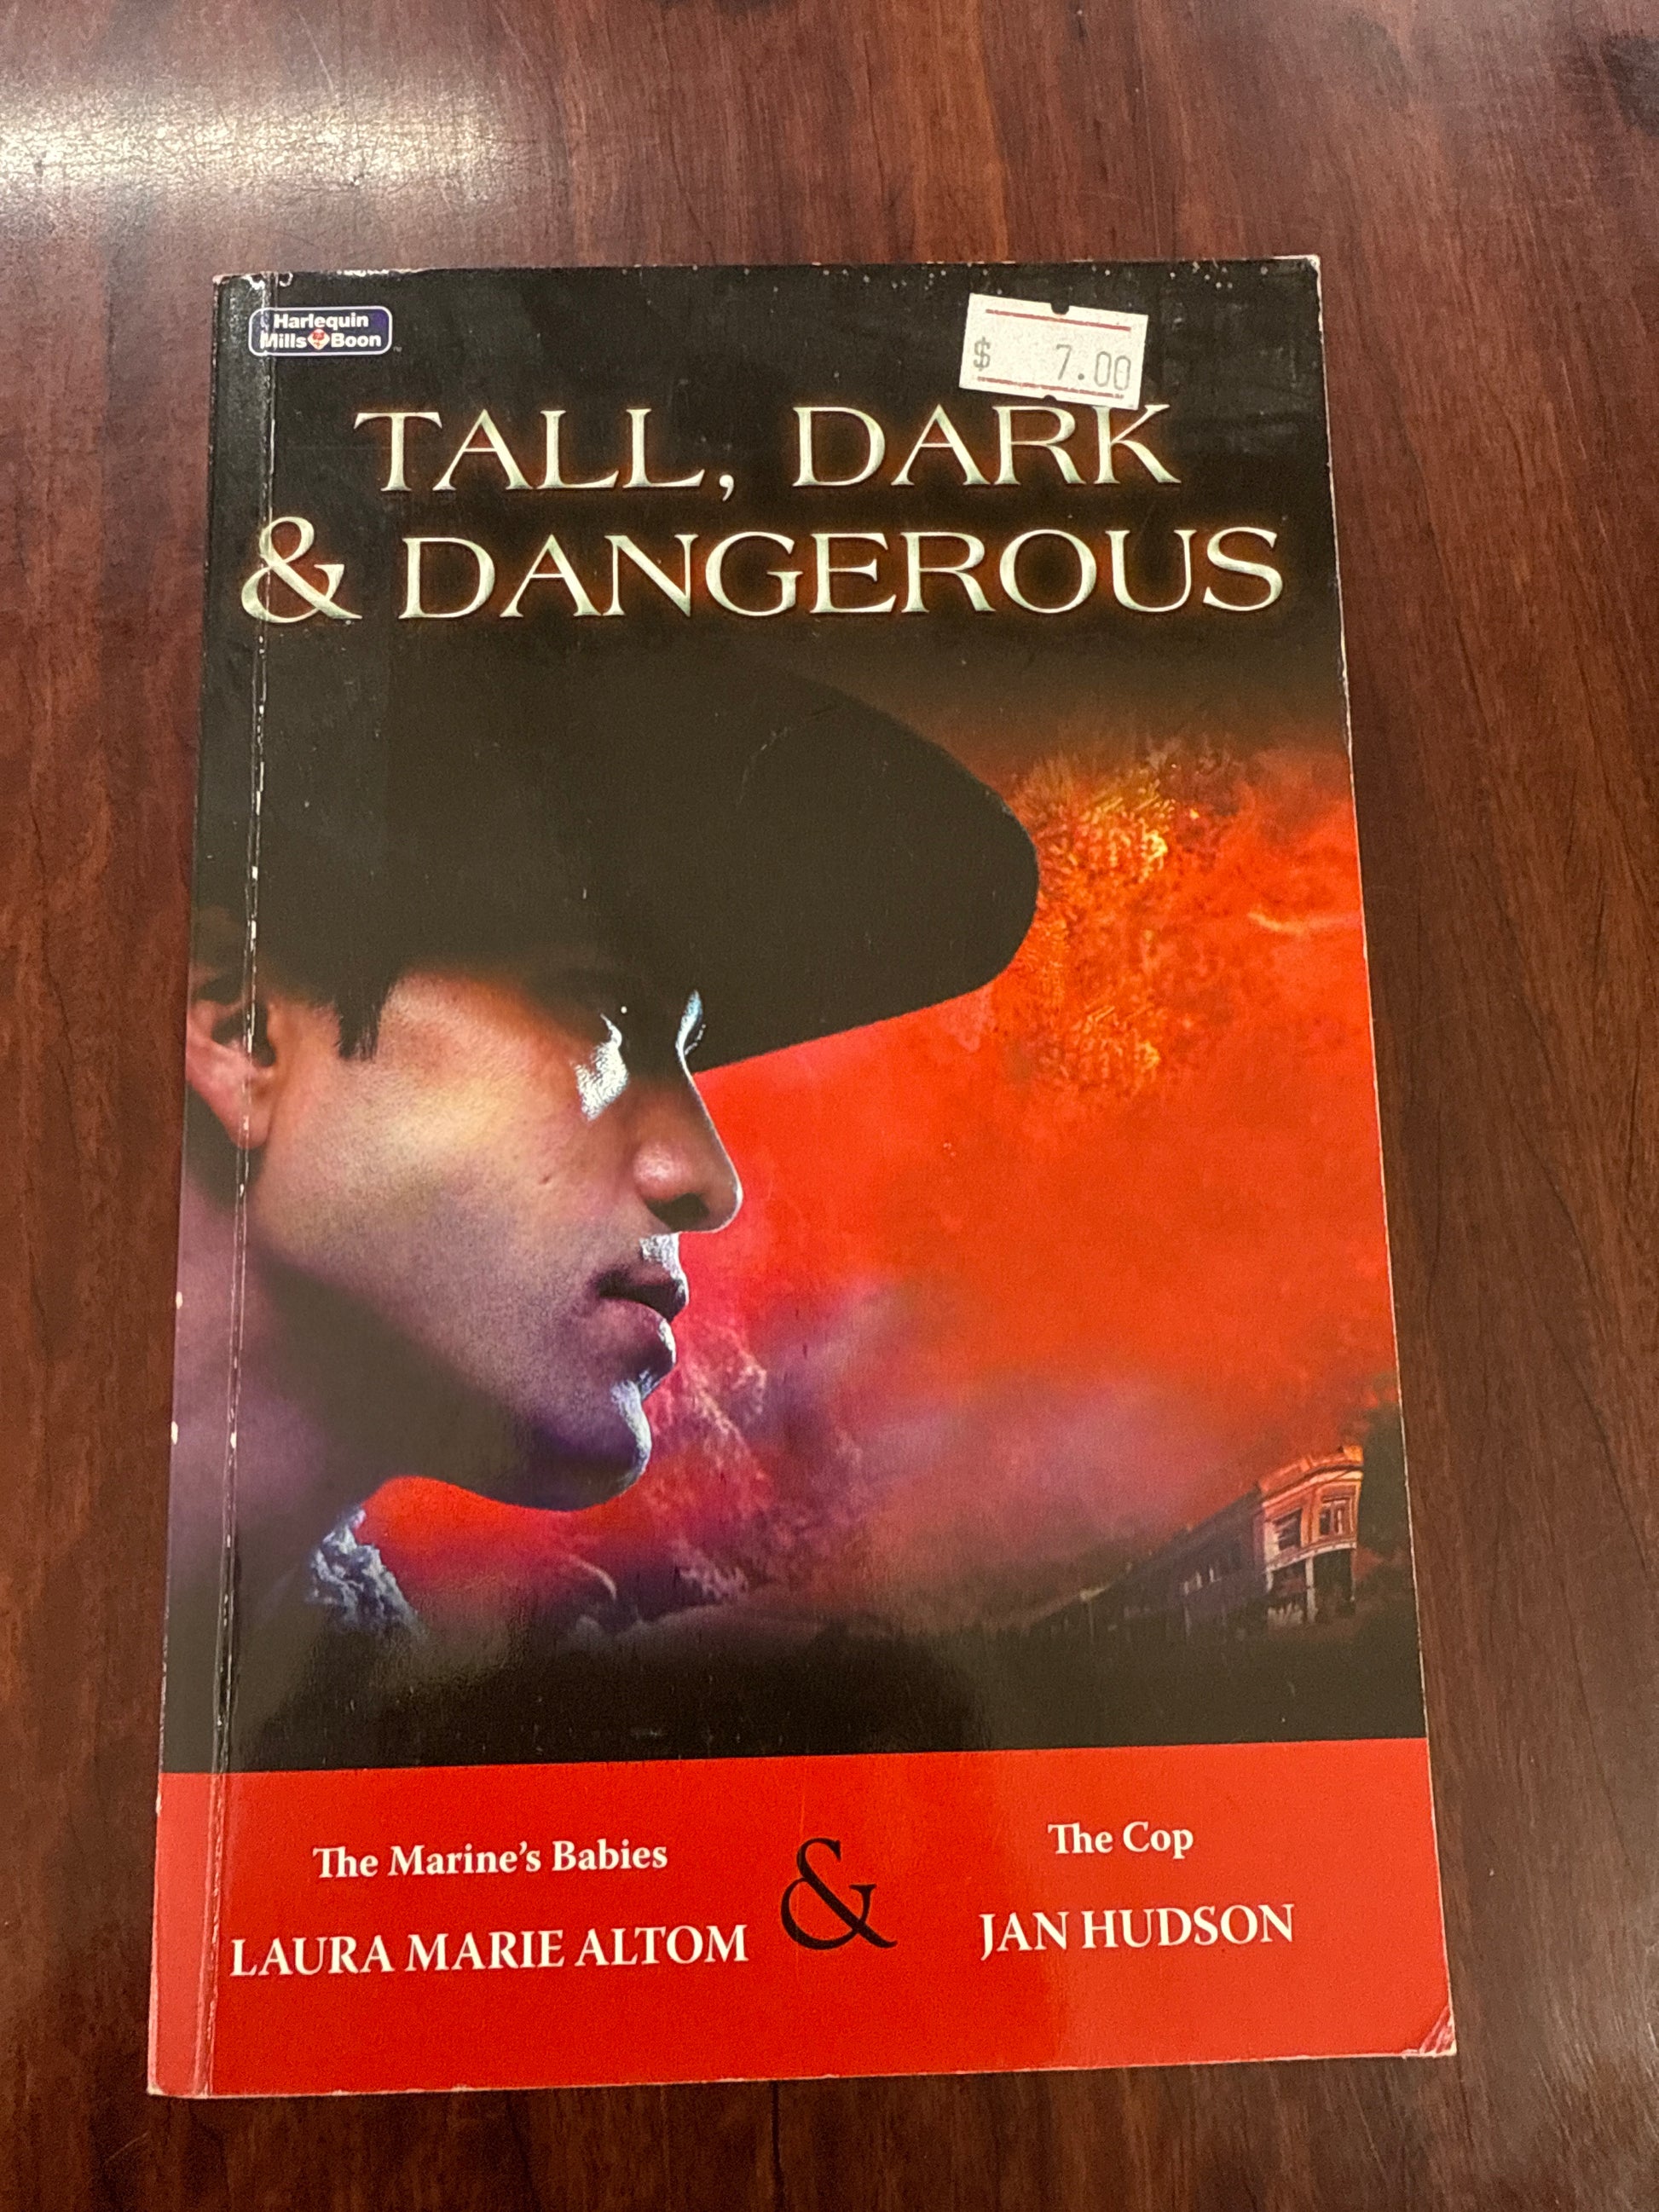 Harlequin
Mills Boon
$ 7.00
TALL, DARK
& DANGEROUS
The Marine's Babies
LAURA MARIE ALTOM
&
The Cop
JAN HUDSON